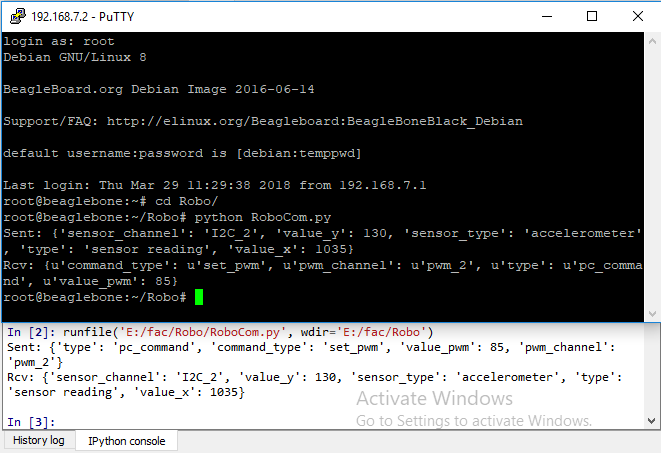 192.168.7.2 - PuTTY
login as: root
Debian GNU/Linux 8
BeagleBoard.org Debian Image 2016-06-14
Support/FAQ: http://elinux.org/Beagleboard:BeagleBoneBlack_Debian
default username:password is [debian:temppwd]
Last login: Thu Mar 29 11:29:38 2018 from 192.168.7.1
root@beaglebone:~# cd Robo/
root@beaglebone:~/Robo# python RoboCom.py
Sent: {'sensor_channel': 'I2C_2', 'value_y': 130, 'sensor_type': 'accelerometer'
, 'type': 'sensor reading', 'value_x': 1035}
Rcv: {u'command_type': u'set_pwm', u'pwm_channel': u'pwm_2', u'type': u'pc_comma
nd', u'value_pwm': 85}
root@beaglebone:~/Robo#
In [2]: runfile('E:/fac/Robo/RoboCom.py', wdir='E:/fac/Robo')
Sent: {'type': 'pc_command', 'command_type': 'set_pwm', 'value_pwm': 85, 'pwm_channel':
'pwm_2'}
Rcv: {'sensor_channel': 'I2C_2', 'value_y': 130, 'sensor_type': 'accelerometer', 'type':
'sensor reading', 'value_x': 1035}
Activate Windows
Go to Settings to activate Windows.
In [3]:
History log
IPython console